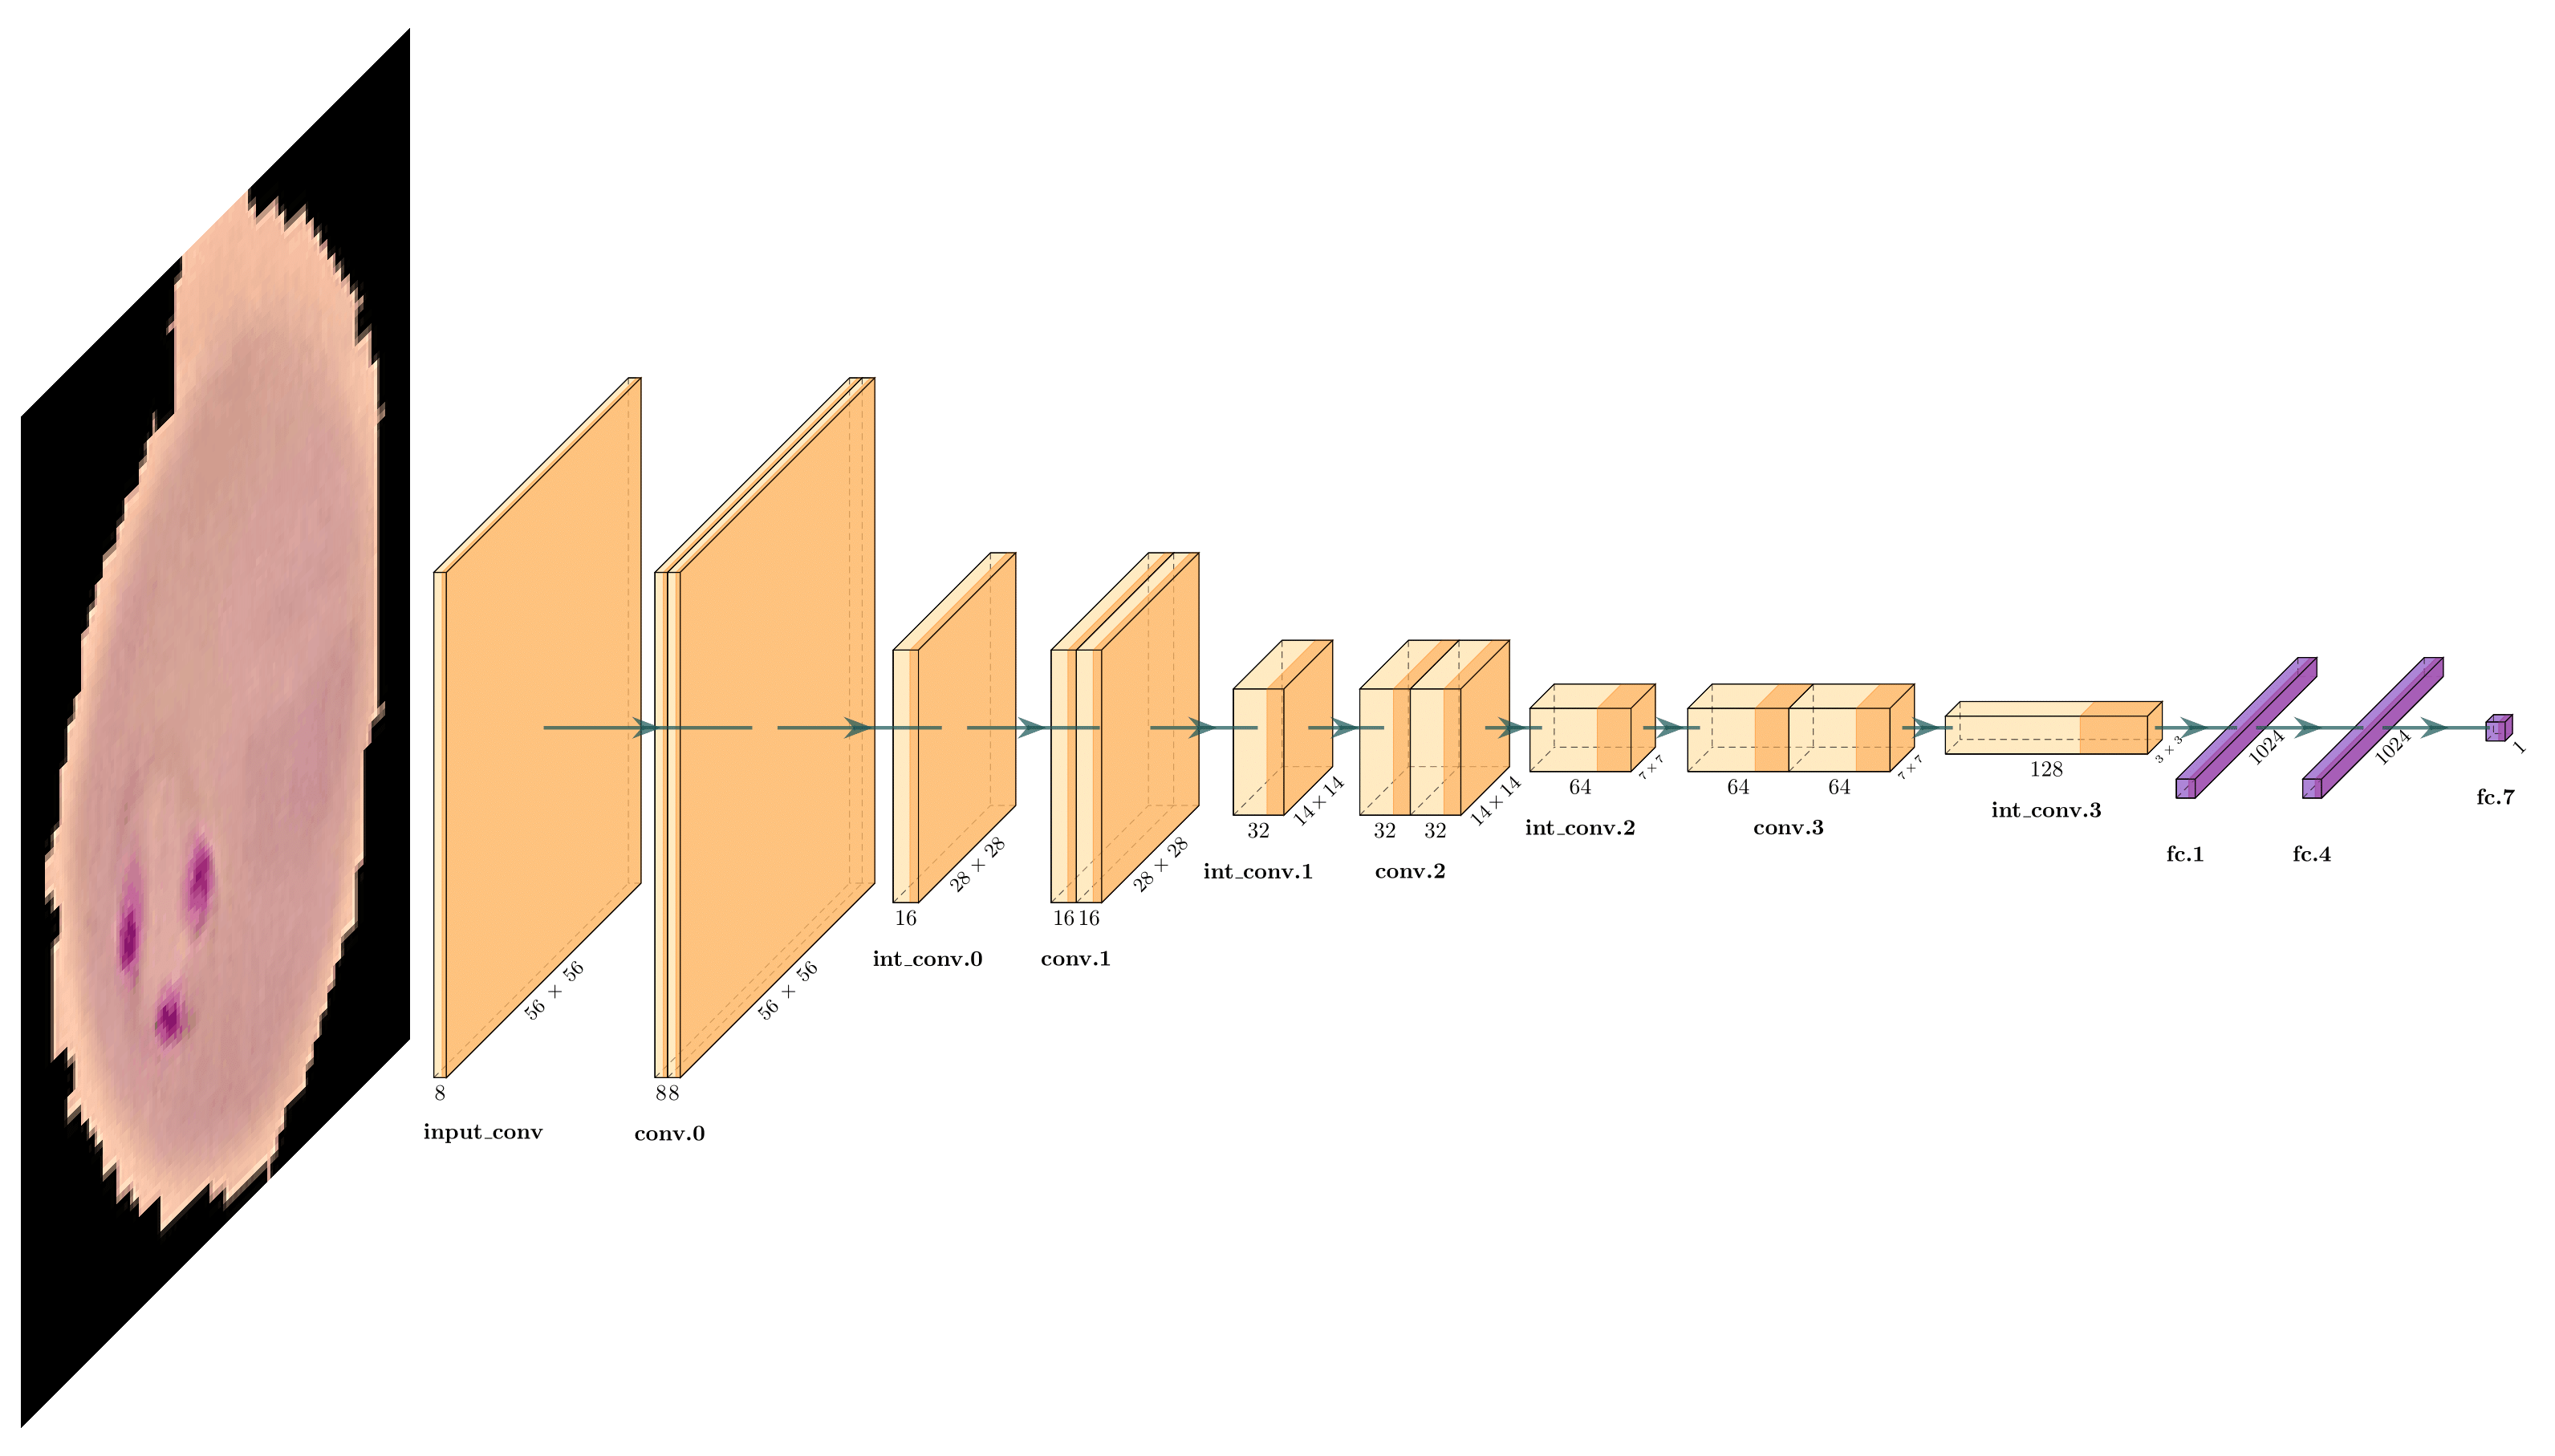 8
56 × 56
input_conv
8 8
56 × 56
conv.0
16
28 × 28
int_conv.0
16 16
28 × 28
conv.1
32
14×14
int_conv.1
32 32
14×14
conv.2
64
7×7
int_conv.2
64 64
7×7
conv.3
128
3 × 3
int_conv.3
1024
fc.1
1024
fc.4
1
fc.7